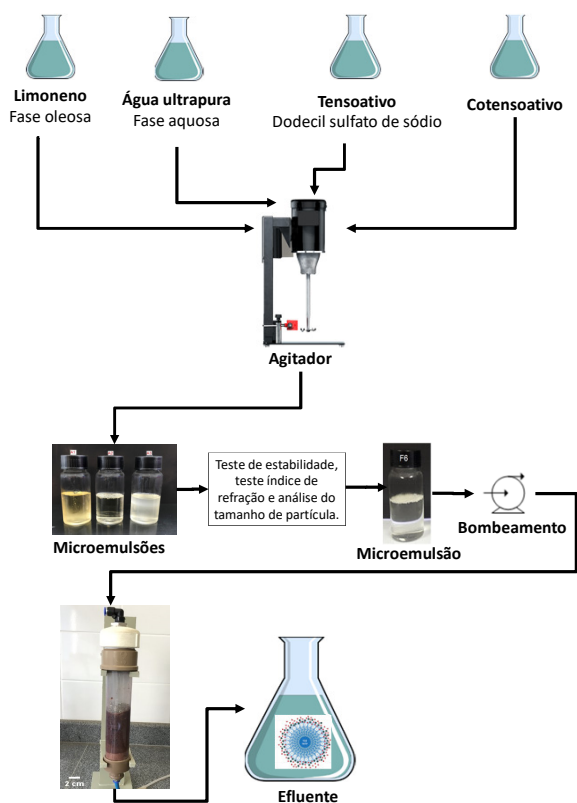 Limoneno
Fase oleosa
Água ultrapura
Fase aquosa
Tensoativo
Dodecil sulfato de sódio
Cotensoativo
Agitador
Teste de estabilidade,
teste índice de
refração e análise do
tamanho de partícula.
F6
Microemulsões
Microemulsão
Bombeamento
2 cm
Efluente